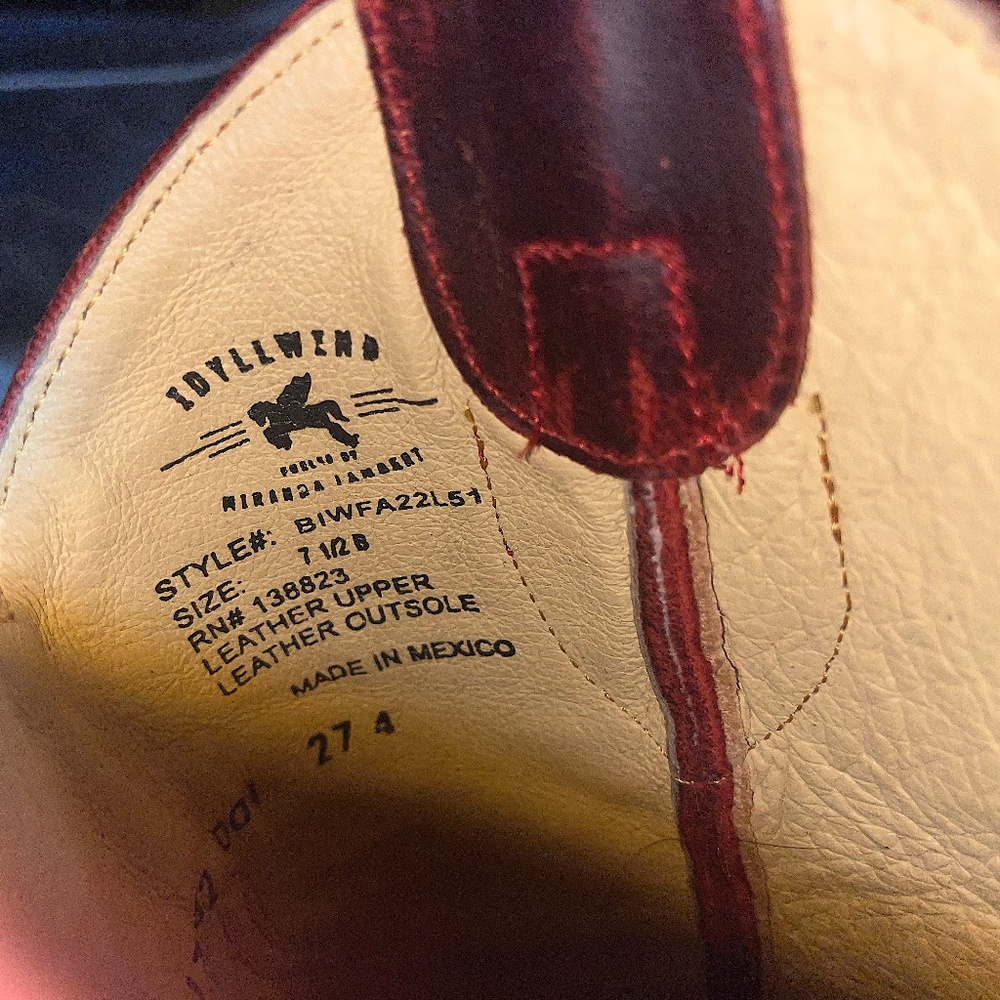 IDYLLWIND
FUELED BY
MIRANDA LAMBERT
STYLE#: BIWFA22L51
SIZE: 7 1/2 B
RN# 138823
LEATHER UPPER
LEATHER OUTSOLE
MADE IN MEXICO
27 4